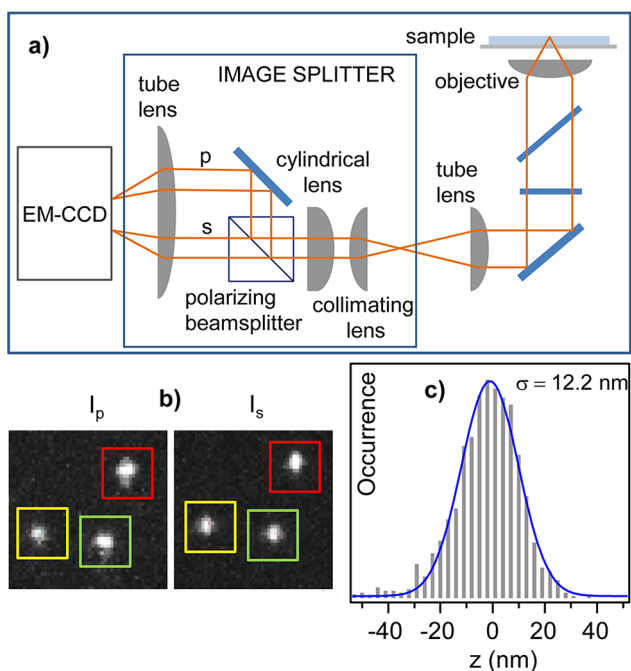 a)
sample
IMAGE SPLITTER
objective
tube
lens
p
cylindrical
lens
tube
lens
EM-CCD
s
polarizing
beamsplitter
collimating
lens
b)
Ip
Is
c)
σ = 12.2 nm
Occurrence
-40 -20 0 20 40
z (nm)